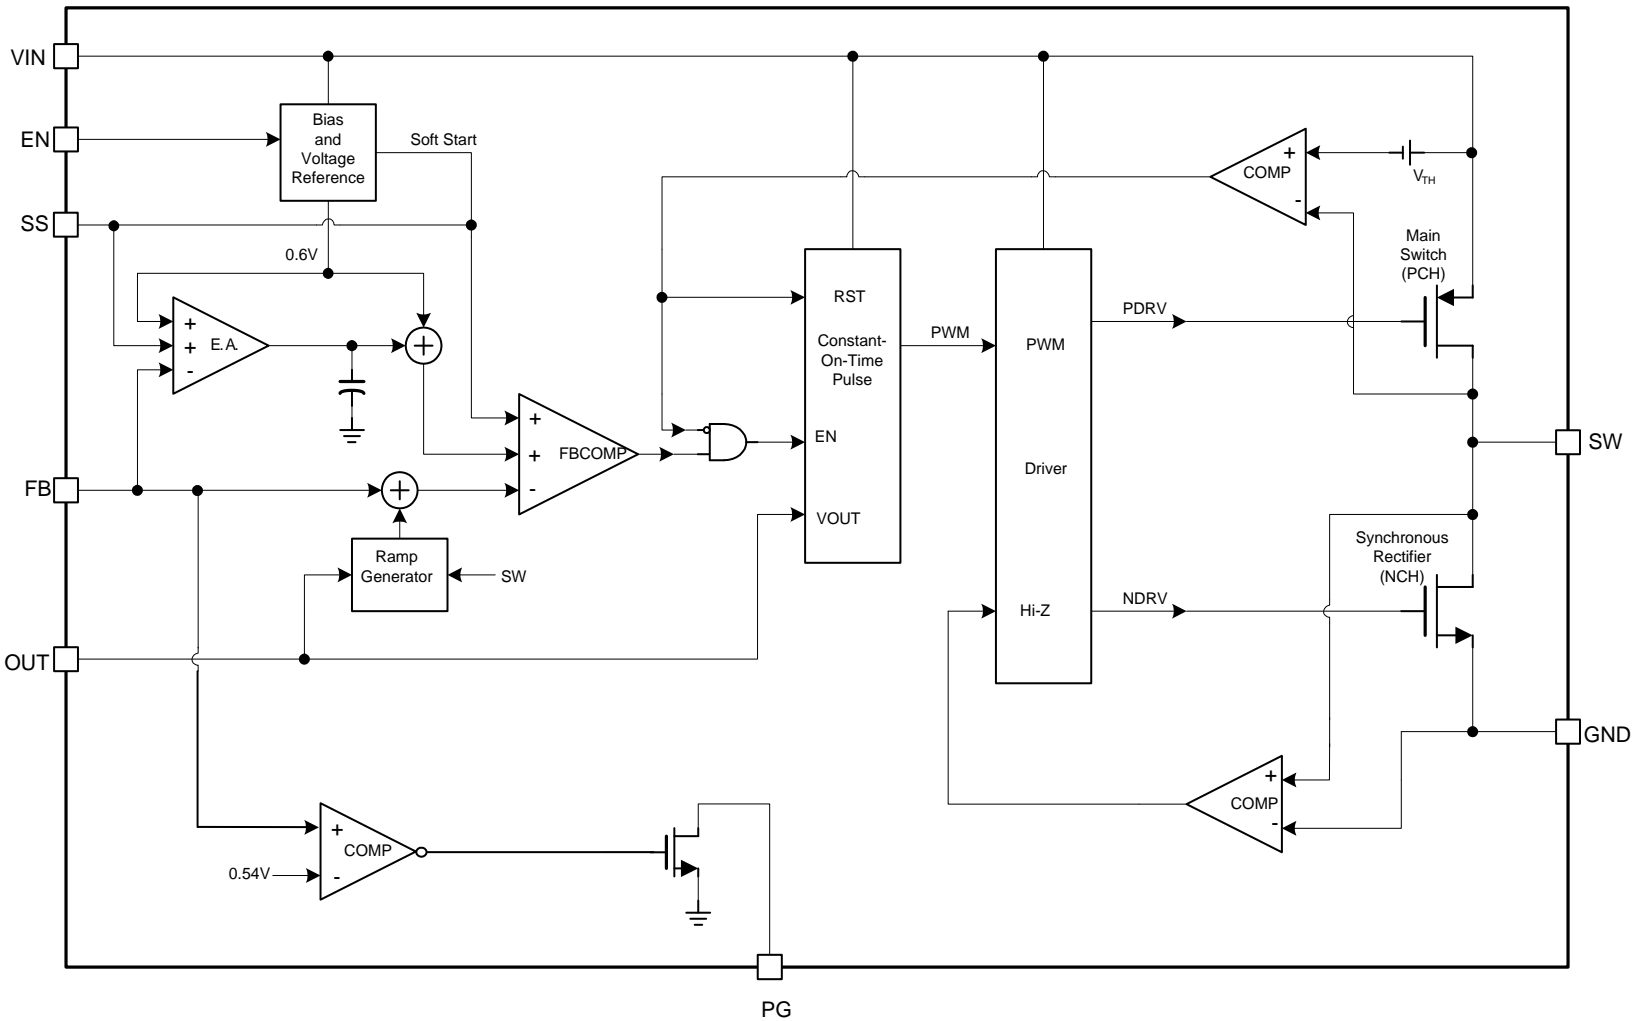 VIN
EN
Bias
and
Voltage
Reference
Soft Start
SS
0.6V
+
+
-
E.A.
+
FB
+
+
-
FBCOMP
+
Ramp
Generator
SW
OUT
RST
Constant-
On-Time
Pulse
EN
VOUT
PWM
PWM
Driver
Hi-Z
PDRV
NDRV
+
COMP
-
VTH
Main
Switch
(PCH)
SW
Synchronous
Rectifier
(NCH)
GND
+
COMP
-
+
COMP
0.54V
-
PG